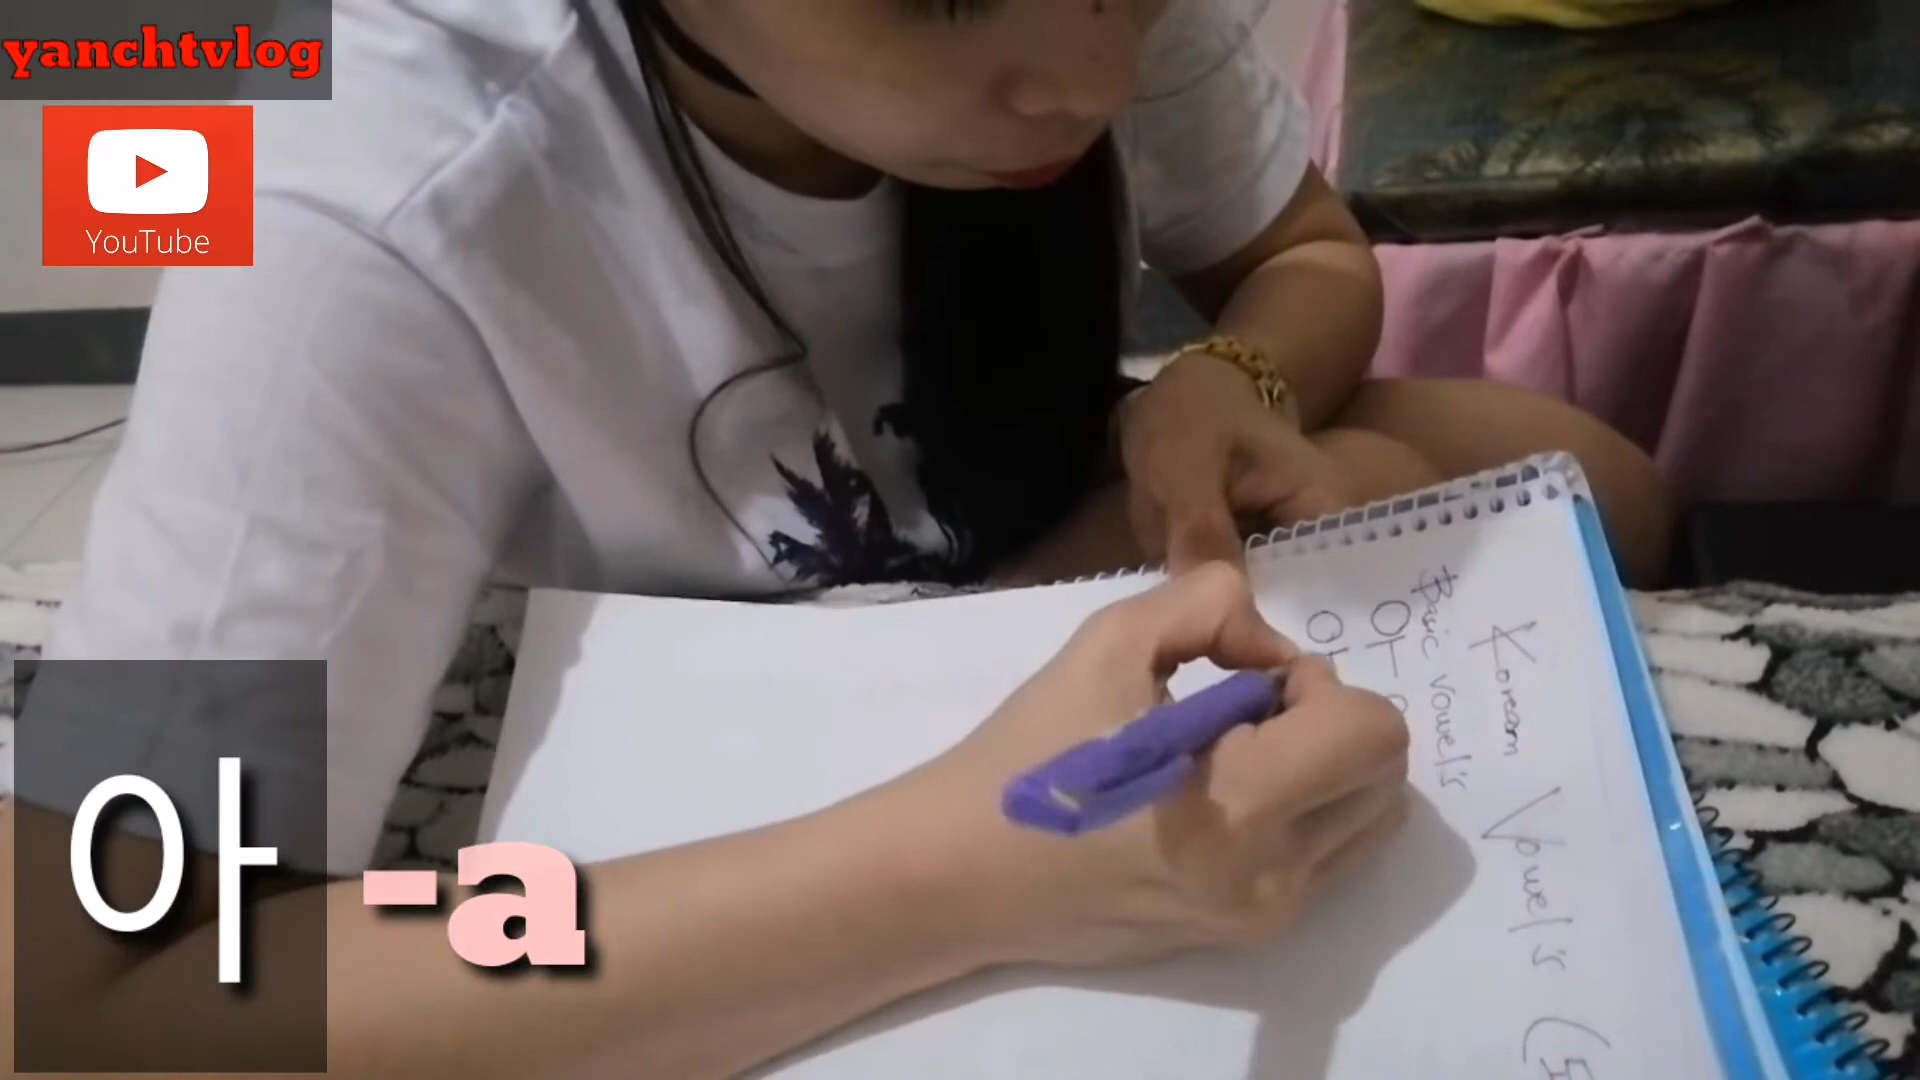 yanchtvlog
YouTube
아 -a
Korean Vowel's (
Basic vowel's
아